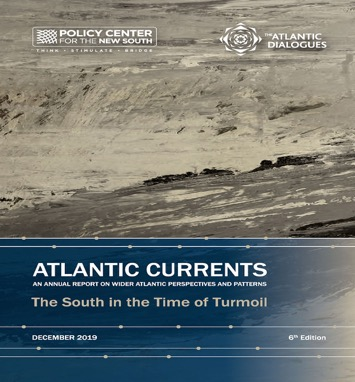 POLICY CENTER
FOR THE NEW SOUTH
THINK • STIMULATE • BRIDGE
THE ATLANTIC
DIALOGUES
ATLANTIC CURRENTS
AN ANNUAL REPORT ON WIDER ATLANTIC PERSPECTIVES AND PATTERNS
The South in the Time of Turmoil
DECEMBER 2019
6th Edition